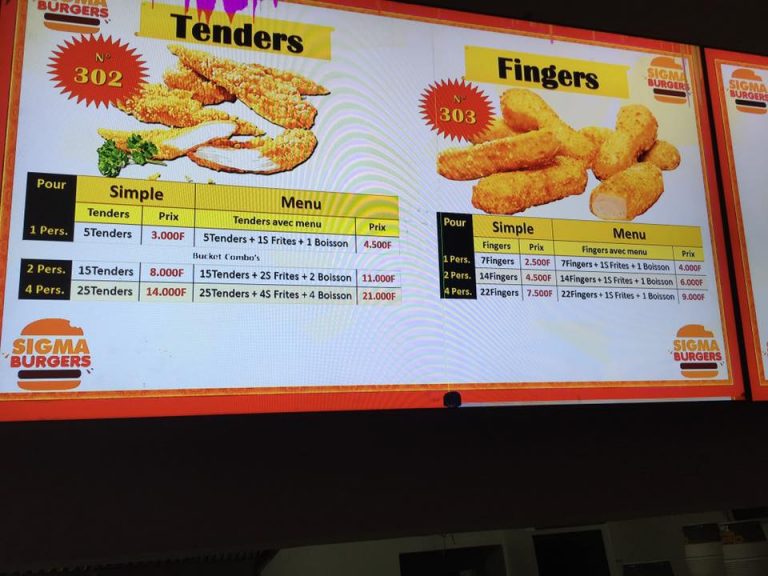 SIGMA
BURGERS
Tenders
N°
302
Pour
Simple
Menu
Tenders
Prix
Tenders avec menu
Prix
1 Pers.
5Tenders
3.000F
5Tenders + 1S Frites + 1 Boisson
4.500F
Bucket Combo's
2 Pers.
15Tenders
8.000F
15Tenders + 2S Frites + 2 Boisson
11.000F
4 Pers.
25Tenders
14.000F
25Tenders + 4S Frites + 4 Boisson
21.000F
SIGMA
BURGERS
Fingers
N°
303
SIGMA
BURGERS
Pour
Simple
Menu
Fingers
Prix
Fingers avec menu
Prix
1 Pers.
7Fingers
2.500F
7Fingers + 1S Frites + 1 Boisson
4.000F
2 Pers.
14Fingers
4.500F
14Fingers + 1S Frites + 1 Boisson
6.000F
4 Pers.
22Fingers
7.500F
22Fingers + 1S Frites + 1 Boisson
9.000F
SIGMA
BURGERS
SIGMA
BURGERS